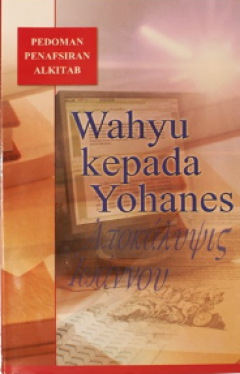 PEDOMAN
PENAFSIRAN
ALKITAB
Wahyu
kepada
Yohanes